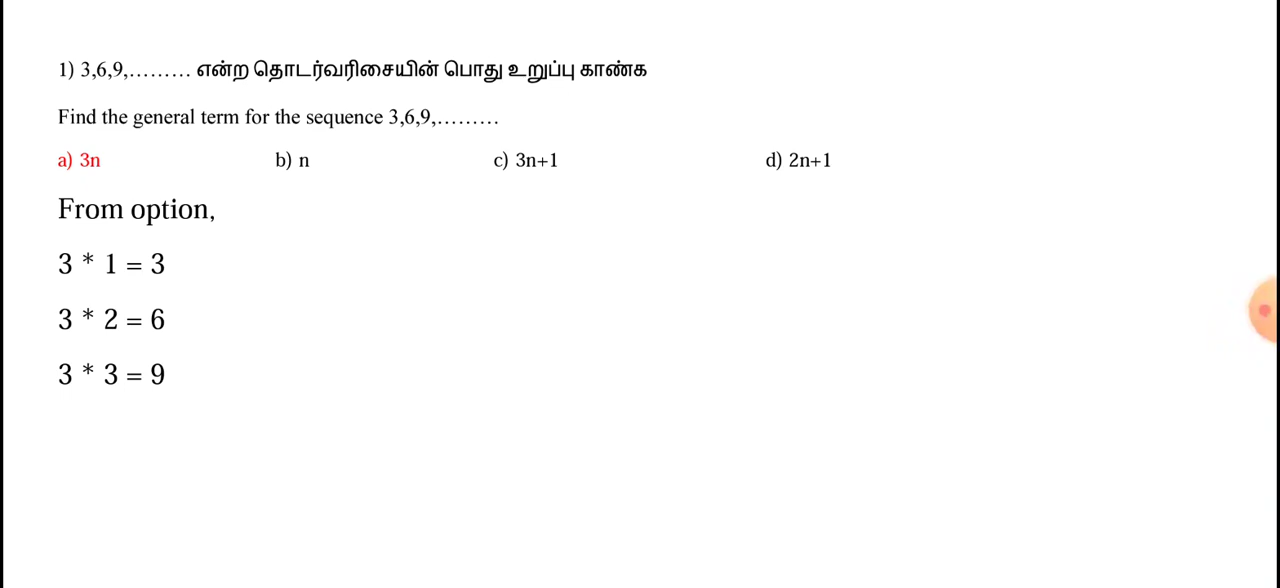 1) 3,6,9,……… என்ற தொடர்வரிசையின் பொது உறுப்பு காண்க
Find the general term for the sequence 3,6,9,………
a) 3n b) n c) 3n+1 d) 2n+1
From option,
3 * 1 = 3
3 * 2 = 6
3 * 3 = 9